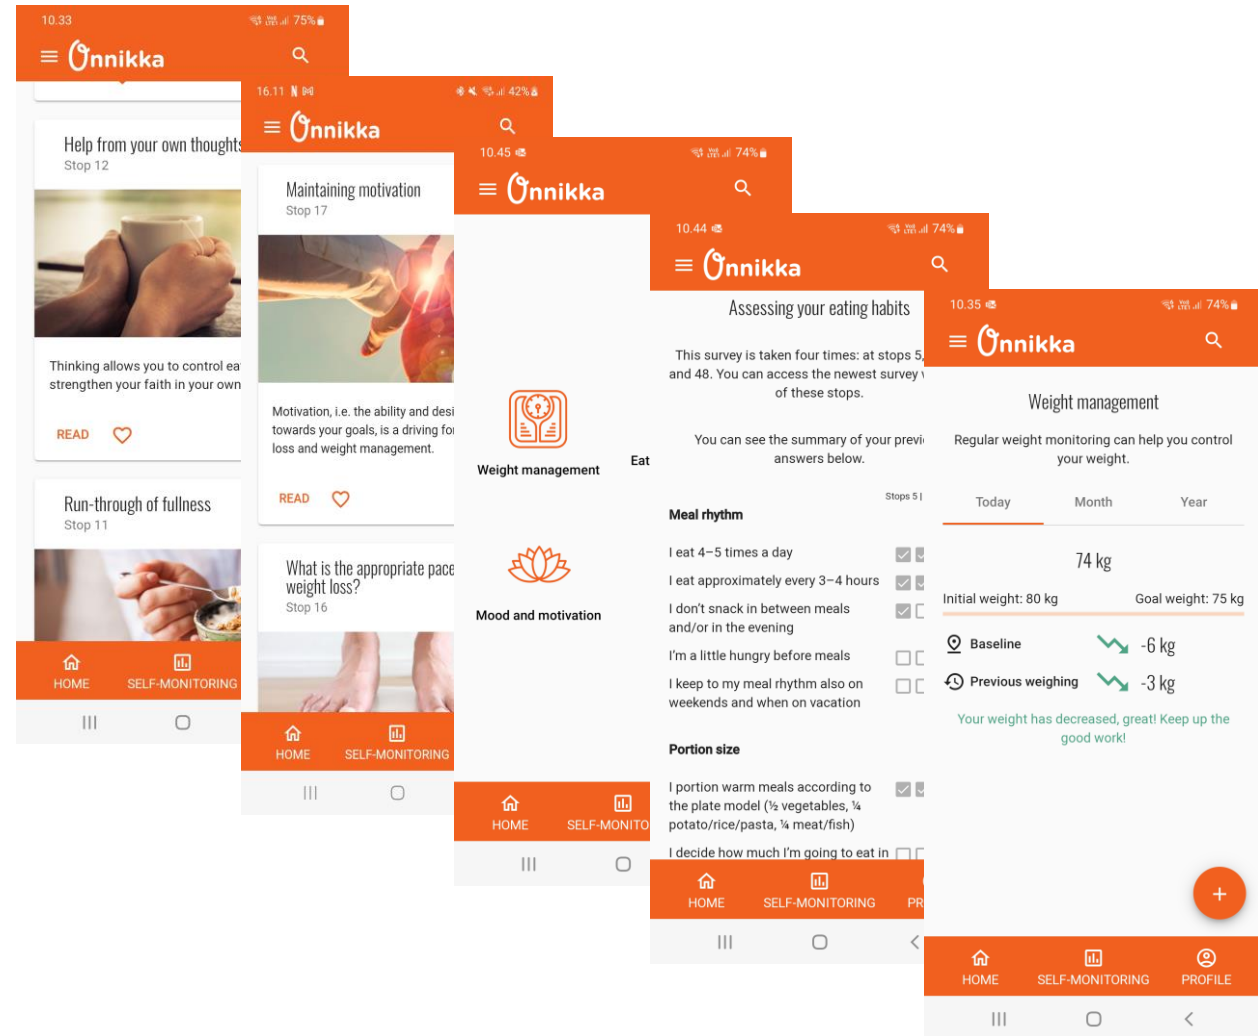 10.33
75%
Onnikka
Help from your own thoughts
Stop 12
Thinking allows you to control ea
strengthen your faith in your own
READ
Run-through of fullness
Stop 11
HOME
SELF-MONITORING
16.11
42%
Onnikka
Maintaining motivation
Stop 17
Motivation, i.e. the ability and desi
towards your goals, is a driving fo
loss and weight management.
READ
What is the appropriate pace
weight loss?
Stop 16
HOME
SELF-MONITORING
10.45
74%
Onnikka
Weight management
Eat
Mood and motivation
HOME
SELF-MONITO
10.44
74%
Onnikka
Assessing your eating habits
This survey is taken four times: at stops 5,
and 48. You can access the newest survey
of these stops.
You can see the summary of your previ
answers below.
Stops 5 |
Meal rhythm
I eat 4–5 times a day
I eat approximately every 3–4 hours
I don't snack in between meals
and/or in the evening
I'm a little hungry before meals
I keep to my meal rhythm also on
weekends and when on vacation
Portion size
I portion warm meals according to
the plate model (½ vegetables, ¼
potato/rice/pasta, ¼ meat/fish)
I decide how much I'm going to eat in
HOME
SELF-MONITORING
PR
10.35
74%
Onnikka
Weight management
Regular weight monitoring can help you control
your weight.
Today
Month
Year
74 kg
Initial weight: 80 kg
Goal weight: 75 kg
Baseline
-6 kg
Previous weighing
-3 kg
Your weight has decreased, great! Keep up the
good work!
+
HOME
SELF-MONITORING
PROFILE